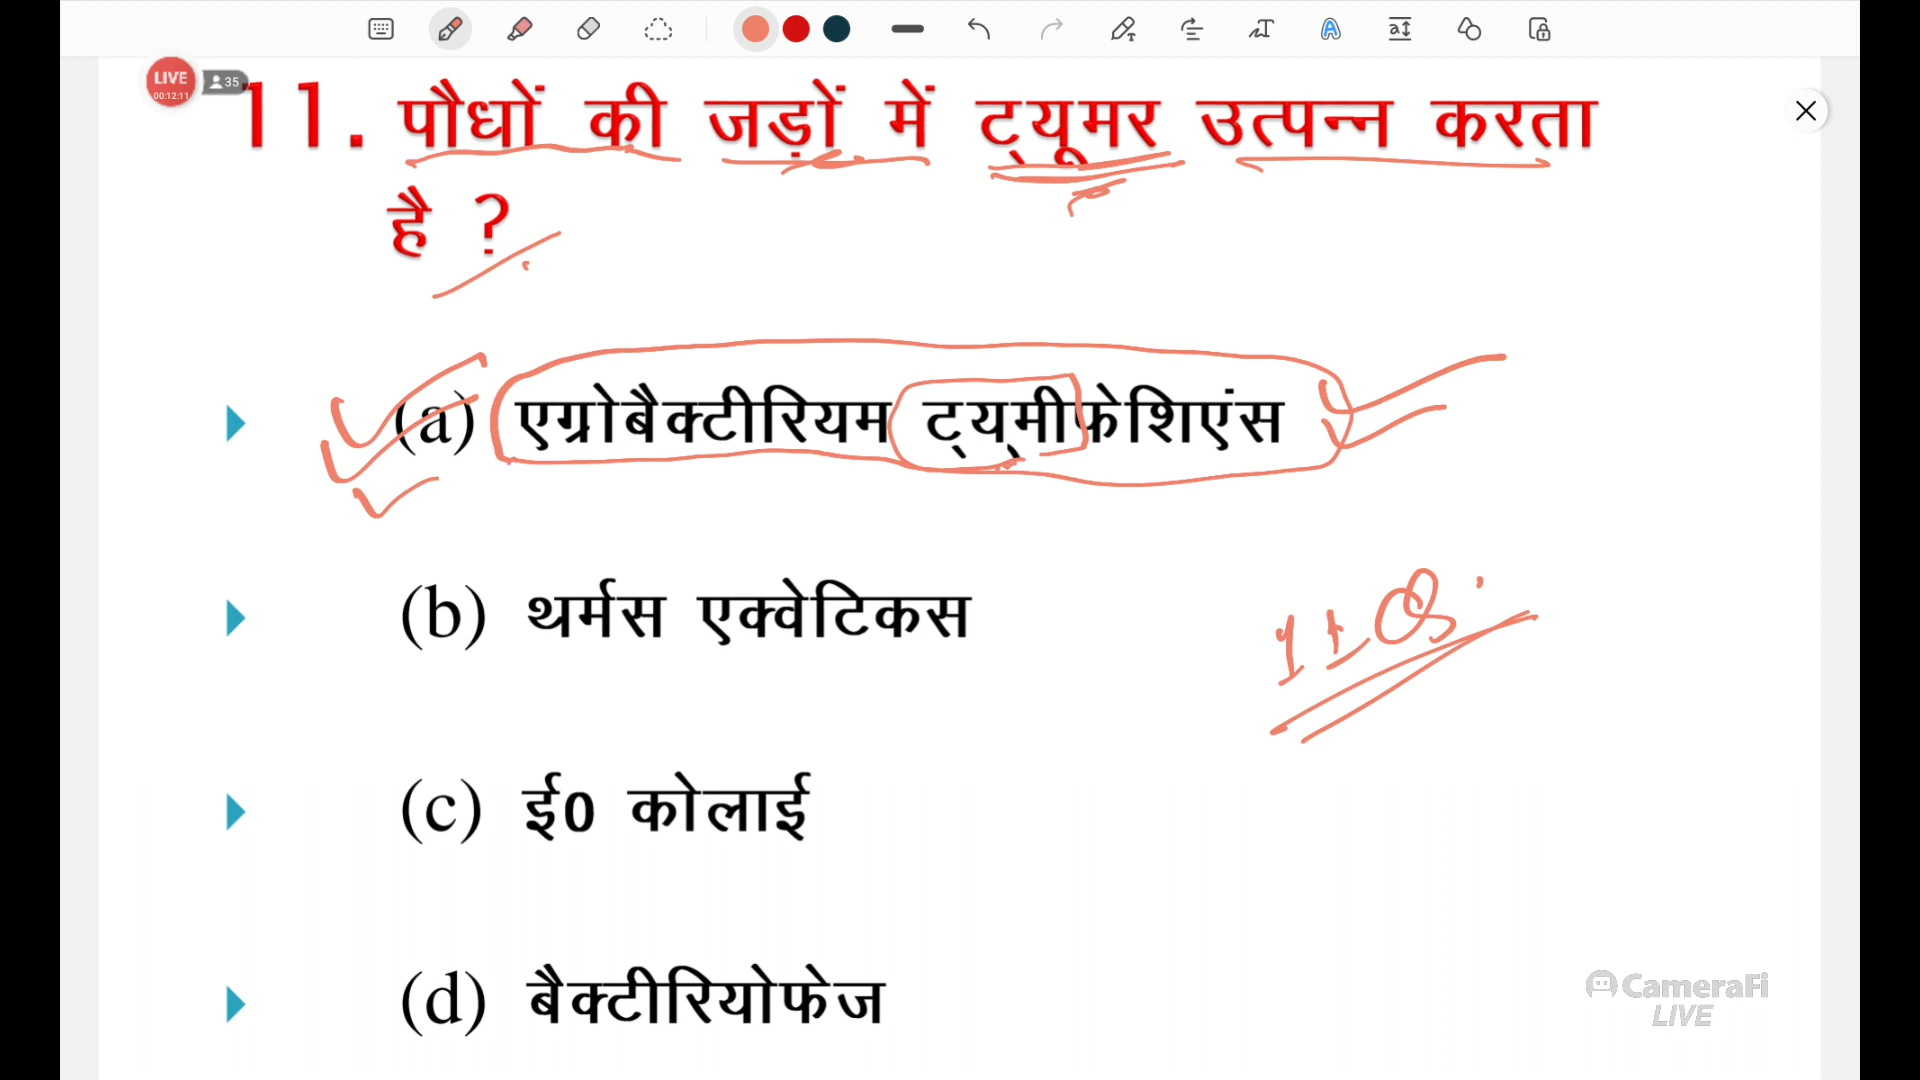 LIVE
00:12:11
35
11. पौधों की जड़ों में ट्यूमर उत्पन्न करता
है ?
(a) एग्रोबैक्टीरियम ट्यूमीफेशिएंस
(b) थर्मस एक्वेटिकस
(c) ई0 कोलाई
(d) बैक्टीरियोफेज
CameraFi
LIVE